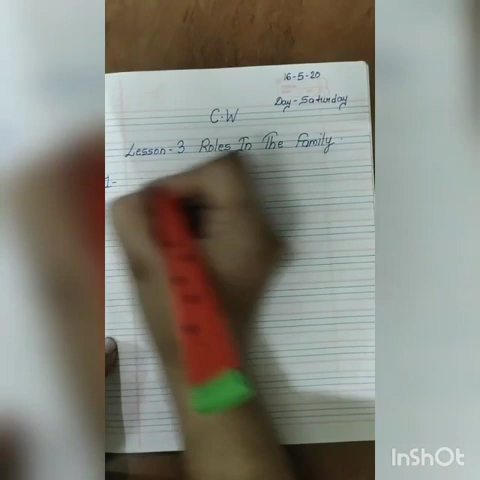 16-5-20
Day-Saturday
C.W
Lesson-3 Roles In The Family.
1-
InShOt